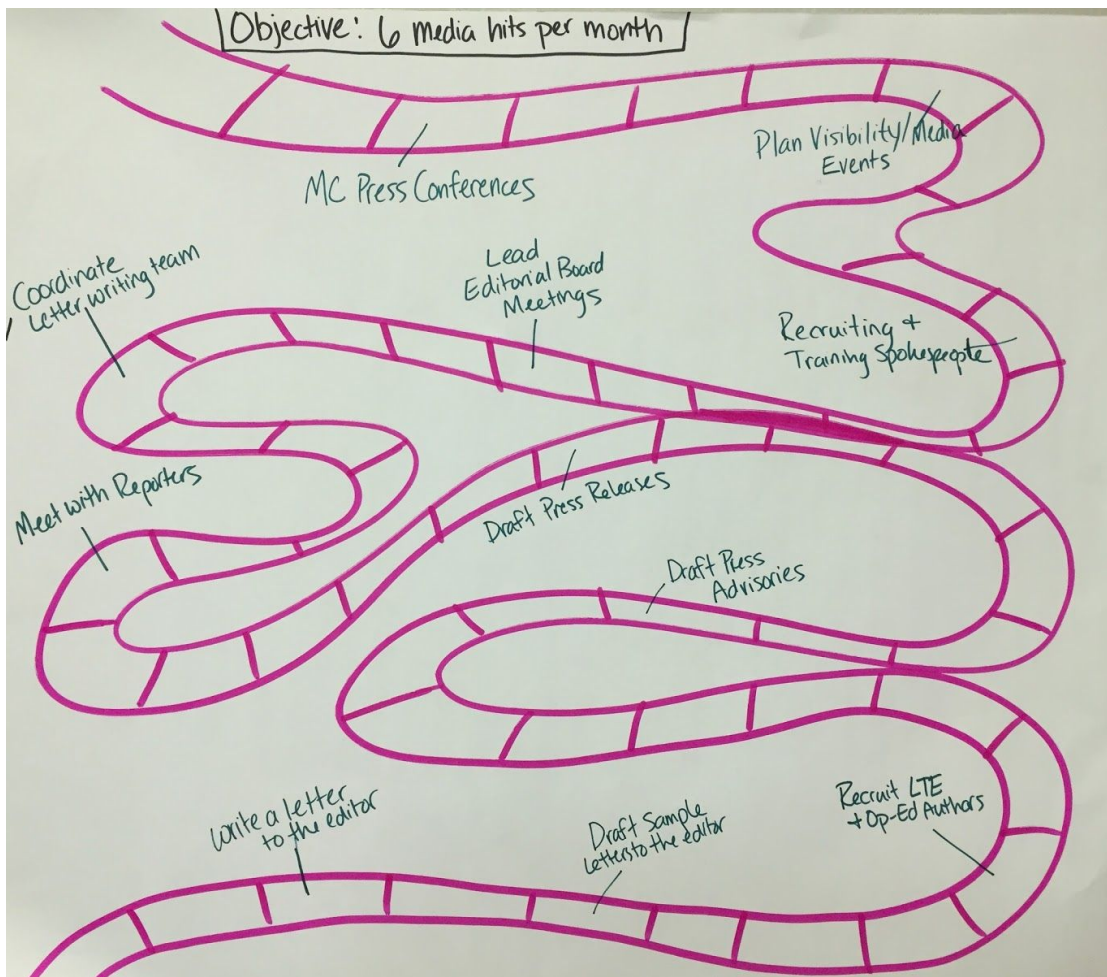 Objective: 6 media hits per month
Plan Visibility/Media
Events
MC Press Conferences
Coordinate
Letter writing team
Lead
Editorial Board
Meetings
Recruiting +
Training Spokespeople
Meet with Reporters
Draft Press Releases
Draft Press
Advisories
Write a letter
to the editor
Draft Sample
Letters to the editor
Recruit LTE
+ Op-Ed Authors